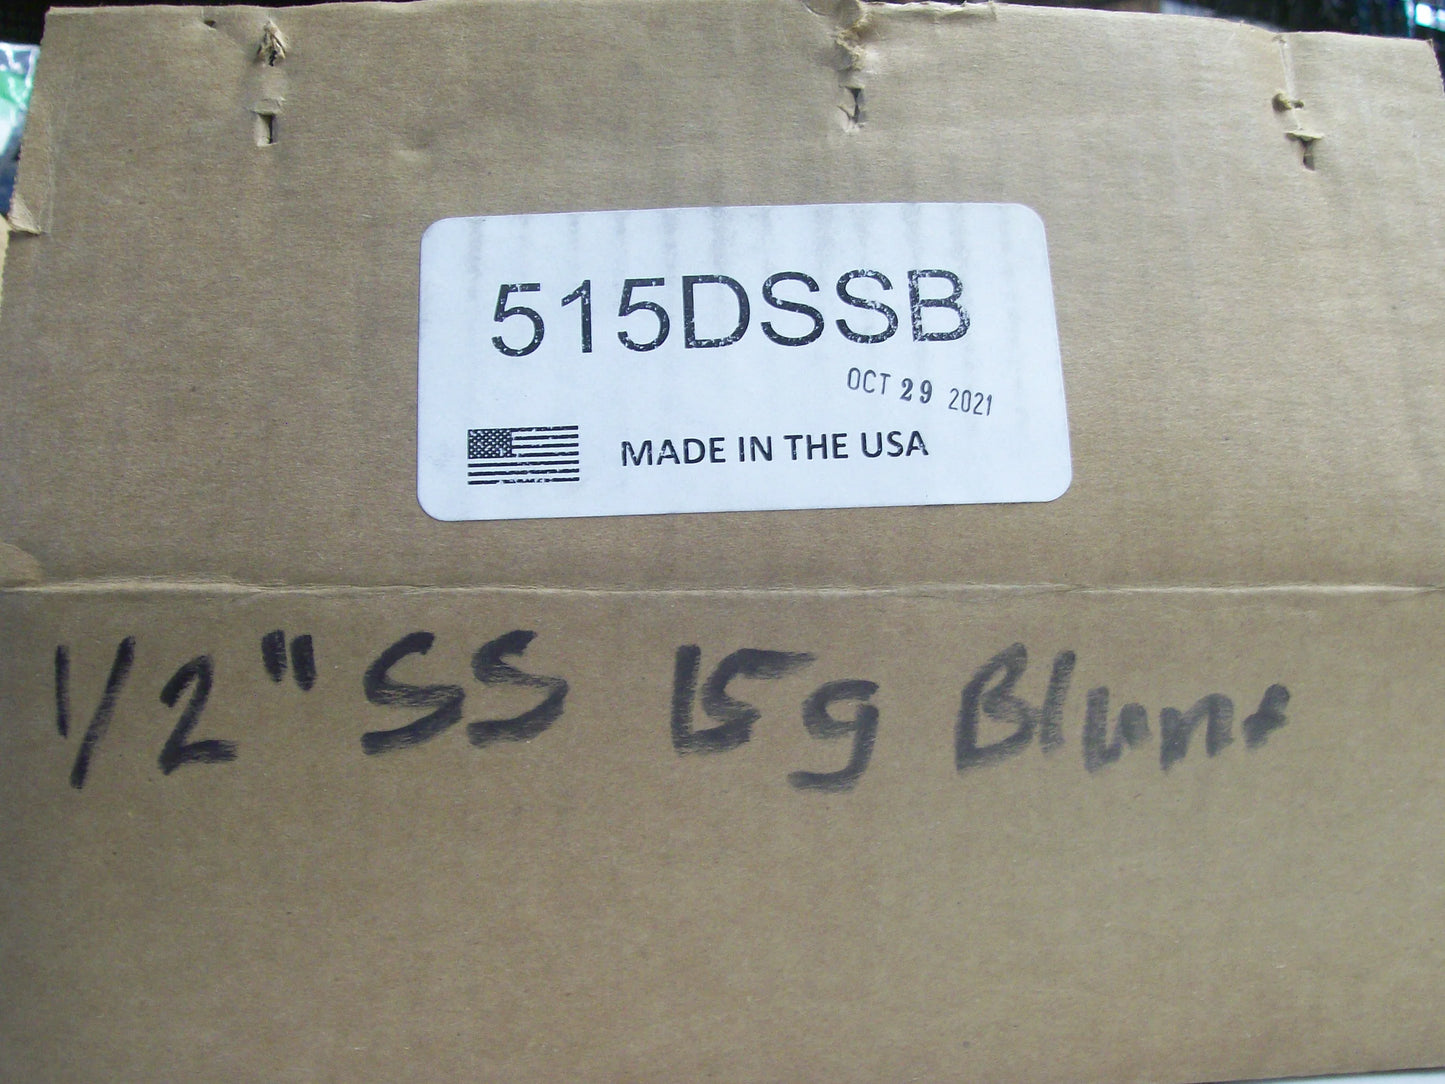 515DSSB
OCT 29 2021
MADE IN THE USA
1/2" SS 15g Blunt